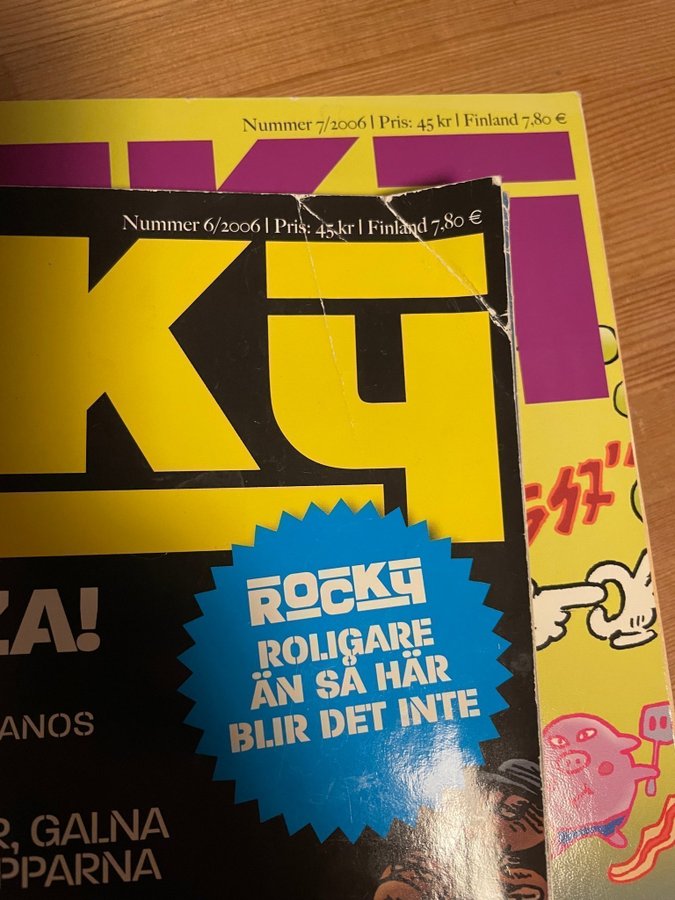 Nummer 7/2006 | Pris: 45 kr | Finland 7,80 €
Nummer 6/2006 | Pris: 45 kr | Finland 7,80 €
KY
ROCKY
ROLIGARE
ÄN SÅ HÄR
BLIR DET INTE
ZA!
ANOS
R, GALNA
PPARNA